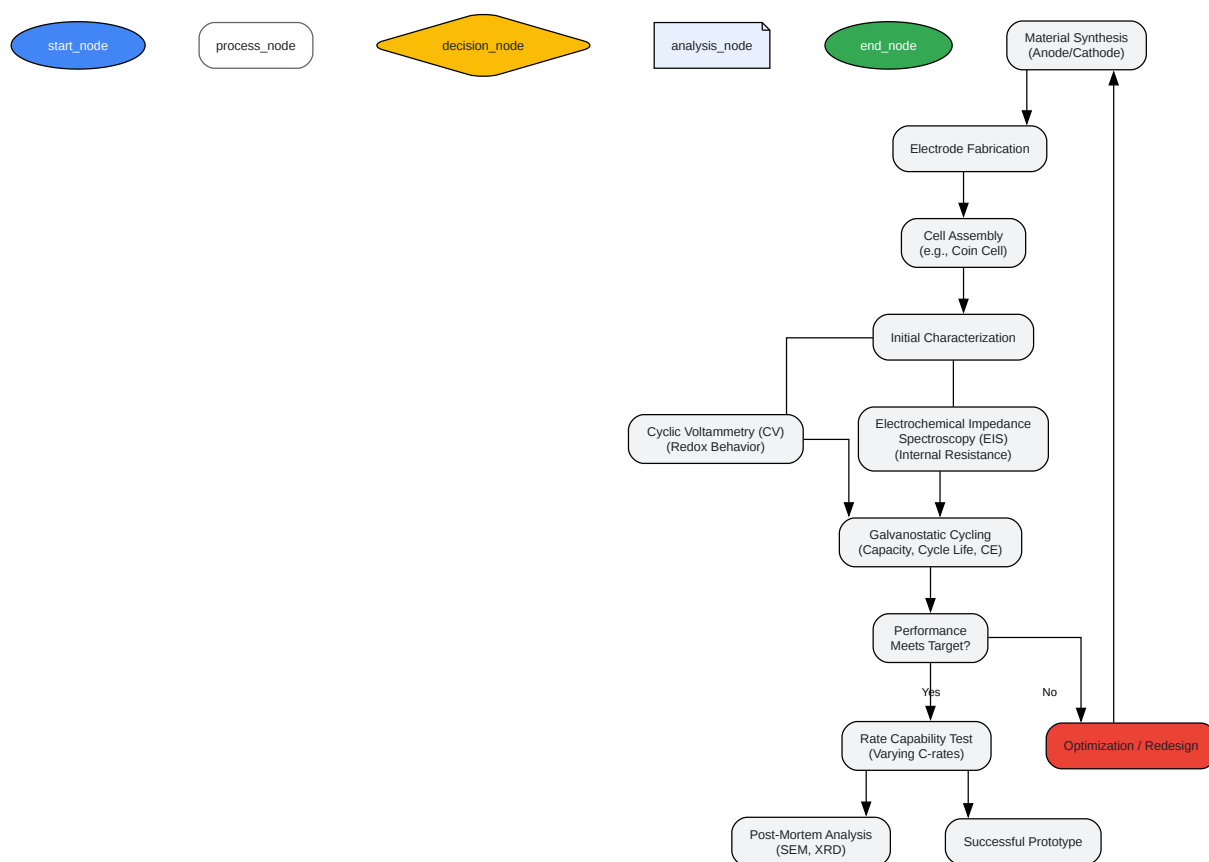 start_node
process_node
decision_node
analysis_node
end_node
Material Synthesis
(Anode/Cathode)
Electrode Fabrication
Cell Assembly
(e.g., Coin Cell)
Initial Characterization
Cyclic Voltammetry (CV)
(Redox Behavior)
Electrochemical Impedance
Spectroscopy (EIS)
(Internal Resistance)
Galvanostatic Cycling
(Capacity, Cycle Life, CE)
Performance
Meets Target?
Yes
No
Rate Capability Test
(Varying C-rates)
Optimization / Redesign
Post-Mortem Analysis
(SEM, XRD)
Successful Prototype